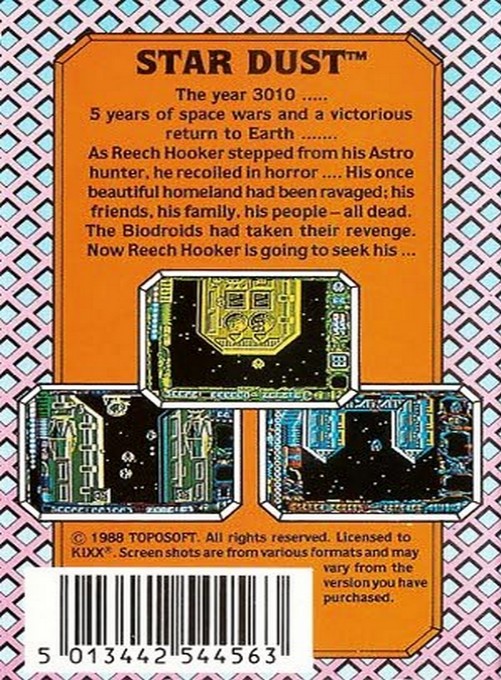 STAR DUST™
The year 3010 .....
5 years of space wars and a victorious
return to Earth .......
As Reech Hooker stepped from his Astro
hunter, he recoiled in horror .... His once
beautiful homeland had been ravaged; his
friends, his family, his people – all dead.
The Biodroids had taken their revenge.
Now Reech Hooker is going to seek his ...
© 1988 TOPOSOFT. All rights reserved. Licensed to
KIXX®. Screen shots are from various formats and may
vary from the
version you have
purchased.
5 013442 544563